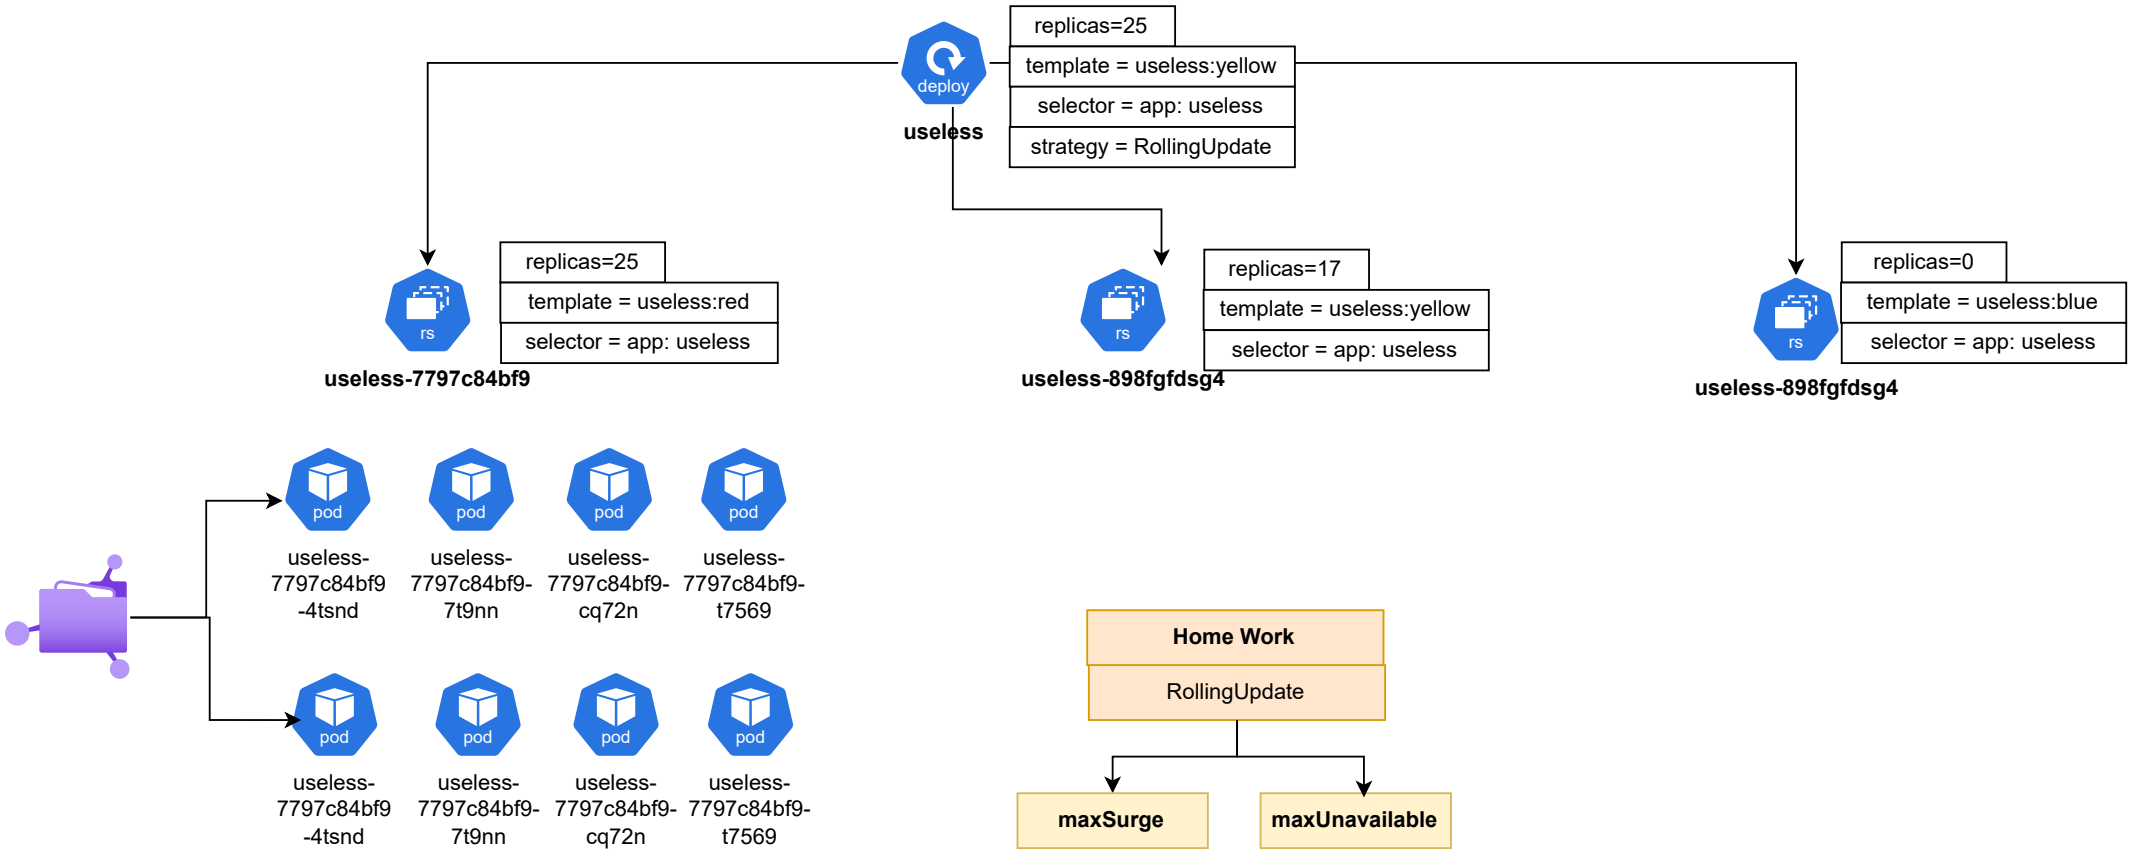 replicas=25
template = useless:yellow
selector = app: useless
strategy = RollingUpdate
deploy
useless
replicas=25
template = useless:red
selector = app: useless
rs
useless-7797c84bf9
replicas=17
template = useless:yellow
selector = app: useless
rs
useless-898fgfdsg4
replicas=0
template = useless:blue
selector = app: useless
rs
useless-898fgfdsg4
pod
useless-
7797c84bf9
-4tsnd
pod
useless-
7797c84bf9-
7t9nn
pod
useless-
7797c84bf9-
cq72n
pod
useless-
7797c84bf9-
t7569
pod
useless-
7797c84bf9
-4tsnd
pod
useless-
7797c84bf9-
7t9nn
pod
useless-
7797c84bf9-
cq72n
pod
useless-
7797c84bf9-
t7569
Home Work
RollingUpdate
maxSurge
maxUnavailable